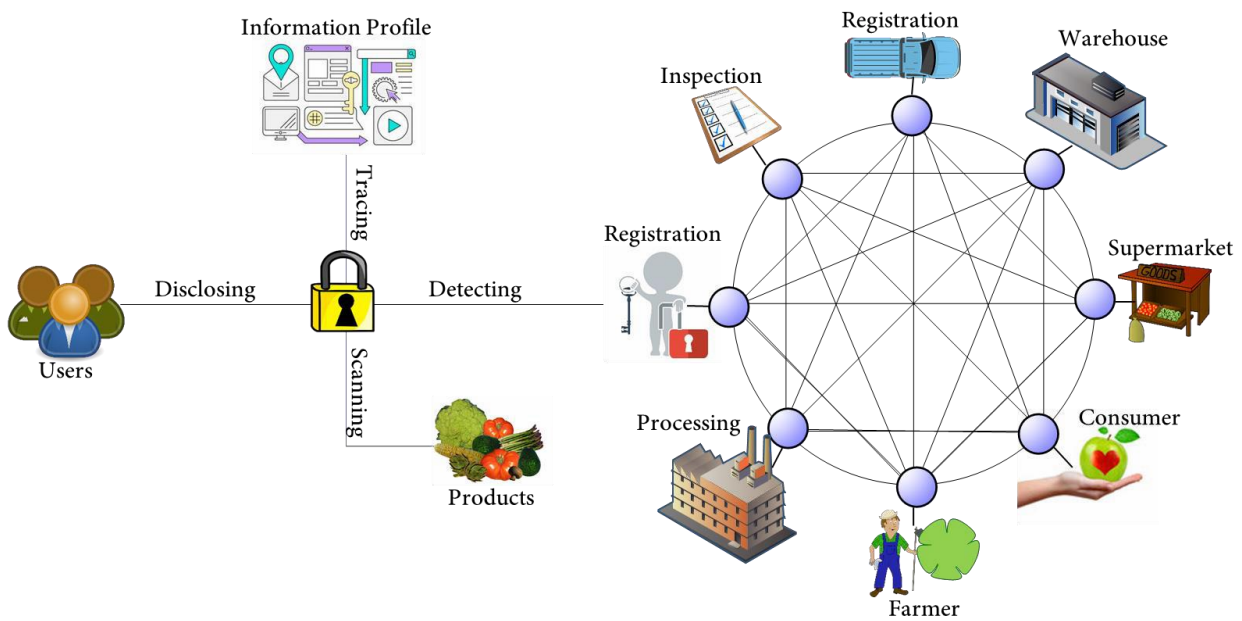 Information Profile
Registration
Warehouse
Inspection
Tracing
Registration
Supermarket
GOODS
Disclosing
Detecting
Users
Scanning
Processing
Consumer
Products
Farmer